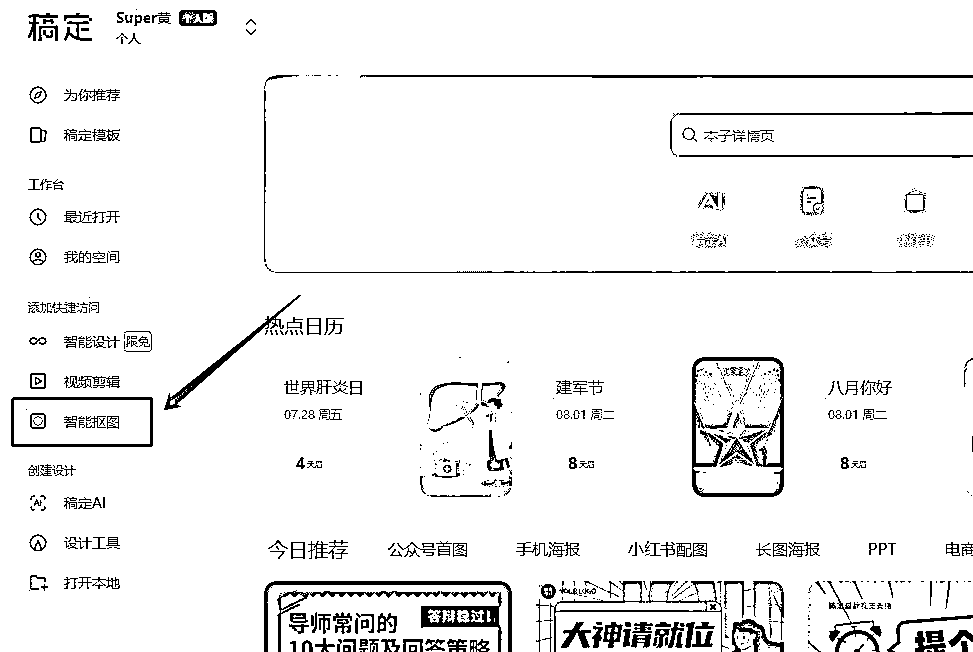 稿定
Super黄 个人版
个人
为你推荐
稿定模板
工作台
最近打开
我的空间
添加快捷访问
智能设计 限免
视频剪辑
智能抠图
创建设计
稿定AI
设计工具
打开本地
本子详情页
AI
热点日历
世界肝炎日
07.28 周五
4天后
建军节
08.01 周二
8天后
八月你好
08.01 周二
8天后
今日推荐 公众号首图 手机海报 小红书配图 长图海报 PPT 电商
导师常问的
答辩稳过!
10大问题及回答策略
大神请就位
操个